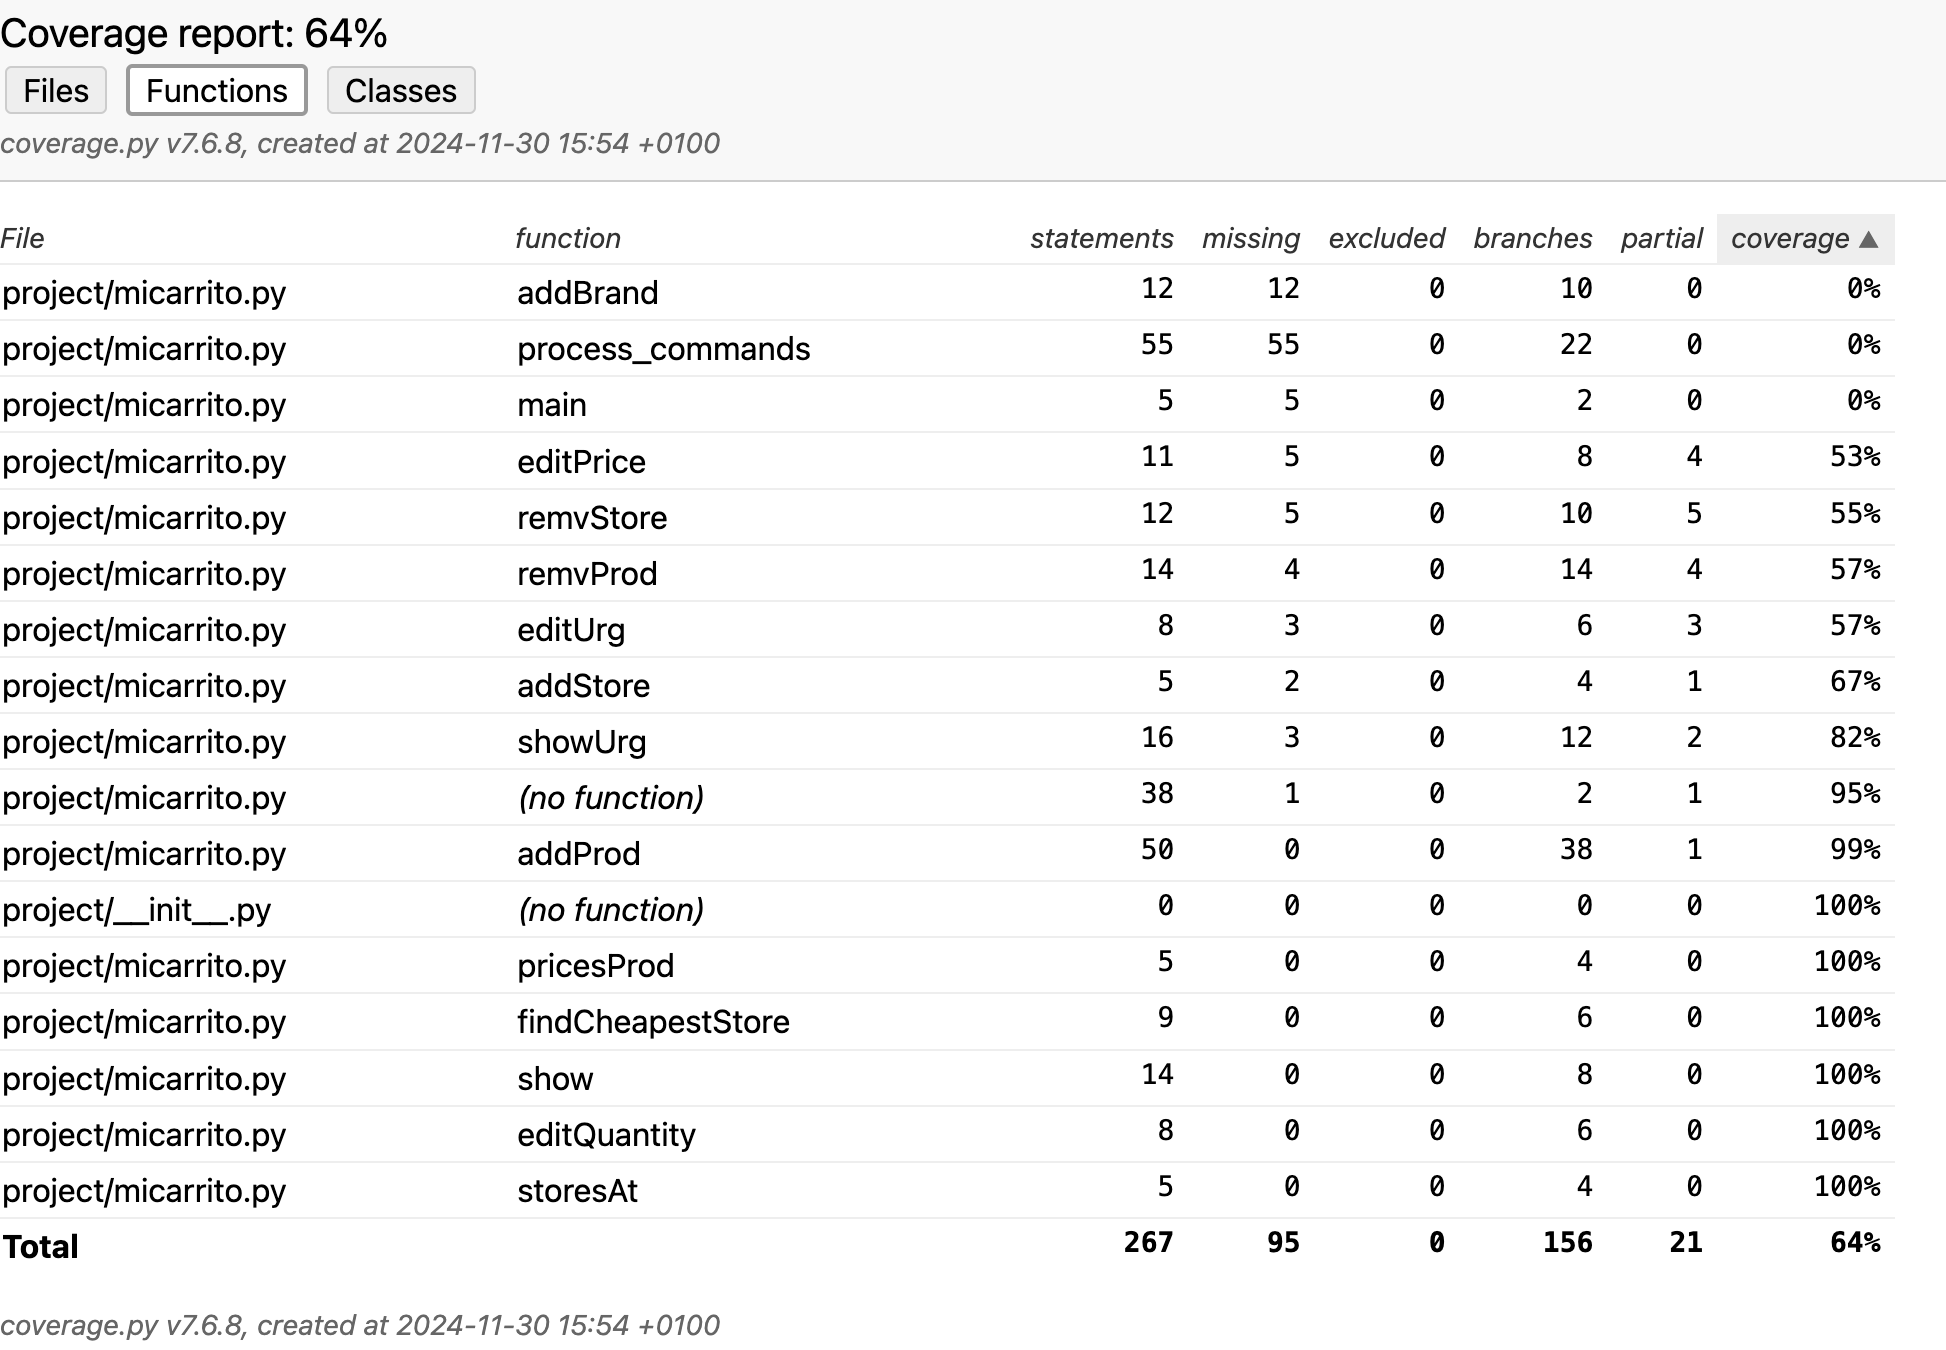 Coverage report: 64%
Files Functions Classes
coverage.py v7.6.8, created at 2024-11-30 15:54 +0100
File function statements missing excluded branches partial coverage ▲
project/micarrito.py addBrand 12 12 0 10 0 0%
project/micarrito.py process_commands 55 55 0 22 0 0%
project/micarrito.py main 5 5 0 2 0 0%
project/micarrito.py editPrice 11 5 0 8 4 53%
project/micarrito.py remvStore 12 5 0 10 5 55%
project/micarrito.py remvProd 14 4 0 14 4 57%
project/micarrito.py editUrg 8 3 0 6 3 57%
project/micarrito.py addStore 5 2 0 4 1 67%
project/micarrito.py showUrg 16 3 0 12 2 82%
project/micarrito.py (no function) 38 1 0 2 1 95%
project/micarrito.py addProd 50 0 0 38 1 99%
project/__init__.py (no function) 0 0 0 0 0 100%
project/micarrito.py pricesProd 5 0 0 4 0 100%
project/micarrito.py findCheapestStore 9 0 0 6 0 100%
project/micarrito.py show 14 0 0 8 0 100%
project/micarrito.py editQuantity 8 0 0 6 0 100%
project/micarrito.py storesAt 5 0 0 4 0 100%
Total 267 95 0 156 21 64%
coverage.py v7.6.8, created at 2024-11-30 15:54 +0100